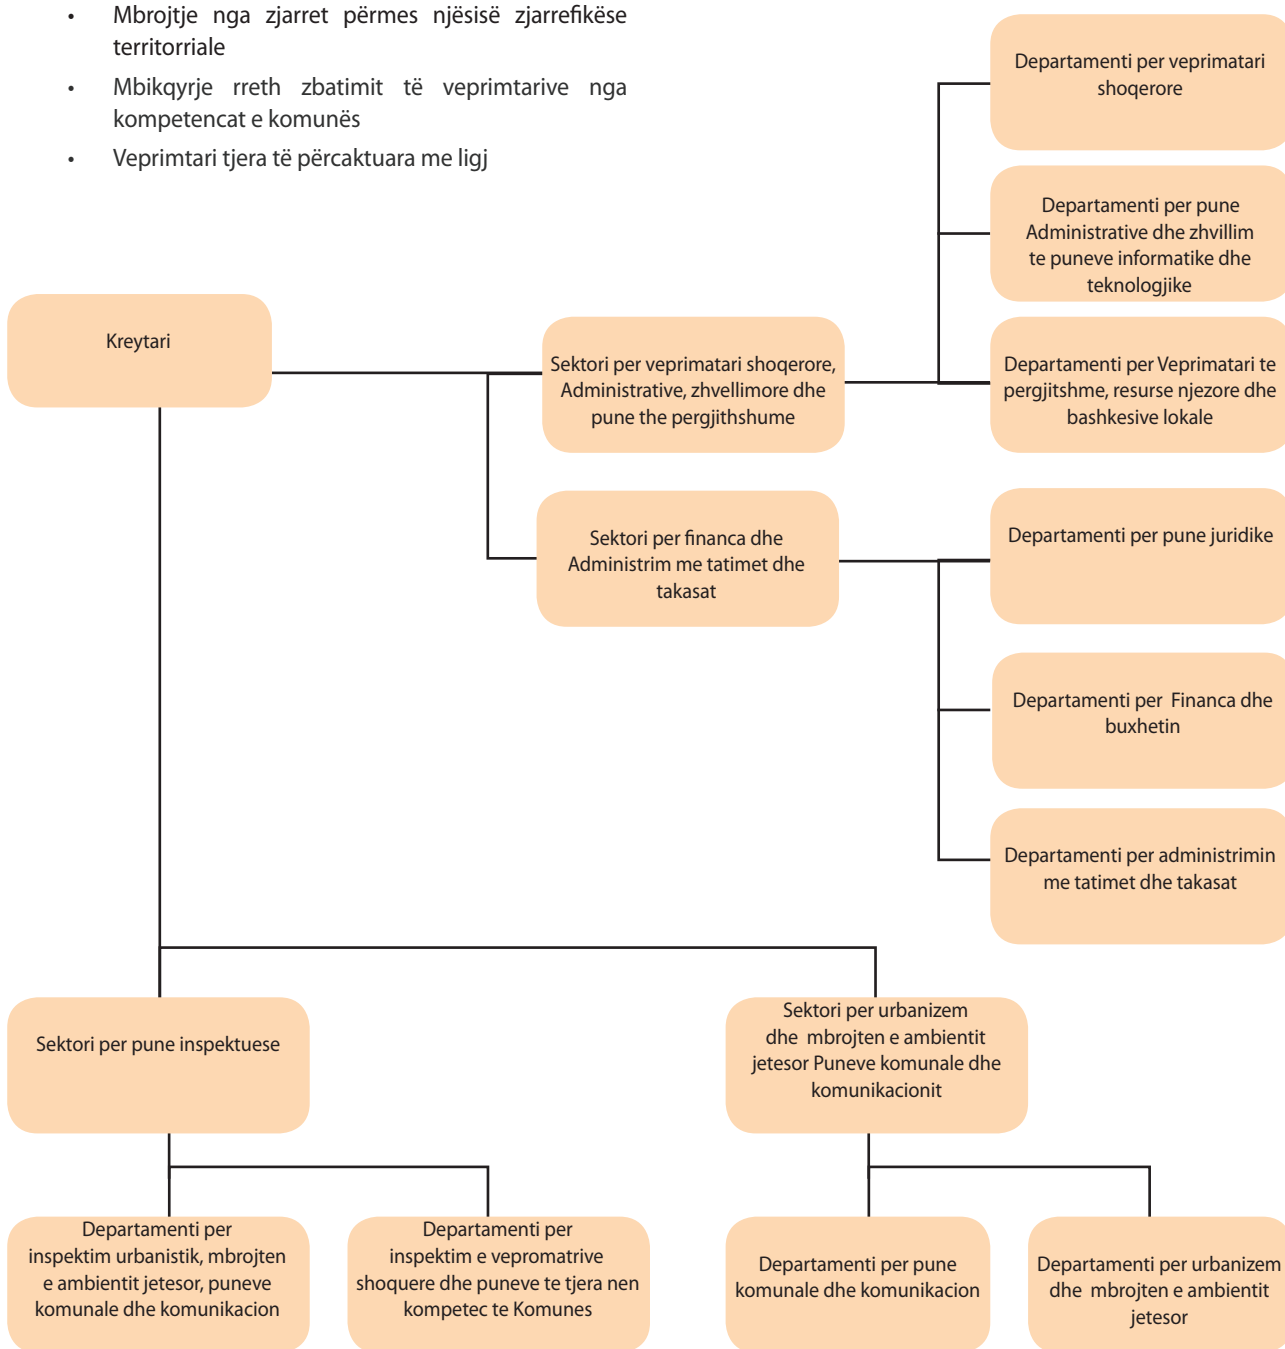 • Mbrojtje nga zjarret përmes njësisë zjarrefikëse
territorriale
• Mbikqyrje rreth zbatimit të veprimtarive nga
kompetencat e komunës
• Veprimtari tjera të përcaktuara me ligj
Departamenti per veprimatari
shoqerore
Departamenti per pune
Administrative dhe zhvillim
te puneve informatike dhe
teknologjike
Kreytari
Sektori per veprimatari shoqerore,
Administrative, zhvellimore dhe
pune the pergjithshume
Departamenti per Veprimatari te
pergjitshme, resurse njezore dhe
bashkesive lokale
Sektori per financa dhe
Administrim me tatimet dhe
takasat
Departamenti per pune juridike
Departamenti per Financa dhe
buxhetin
Departamenti per administrimin
me tatimet dhe takasat
Sektori per pune inspektuese
Sektori per urbanizem
dhe mbrojten e ambientit
jetesor Puneve komunale dhe
komunikacionit
Departamenti per
inspektim urbanistik, mbrojten
e ambientit jetesor, puneve
komunale dhe komunikacion
Departamenti per
inspektim e vepromatrive
shoquere dhe puneve te tjera nen
kompetec te Komunes
Departamenti per pune
komunale dhe komunikacion
Departamenti per urbanizem
dhe mbrojten e ambientit
jetesor